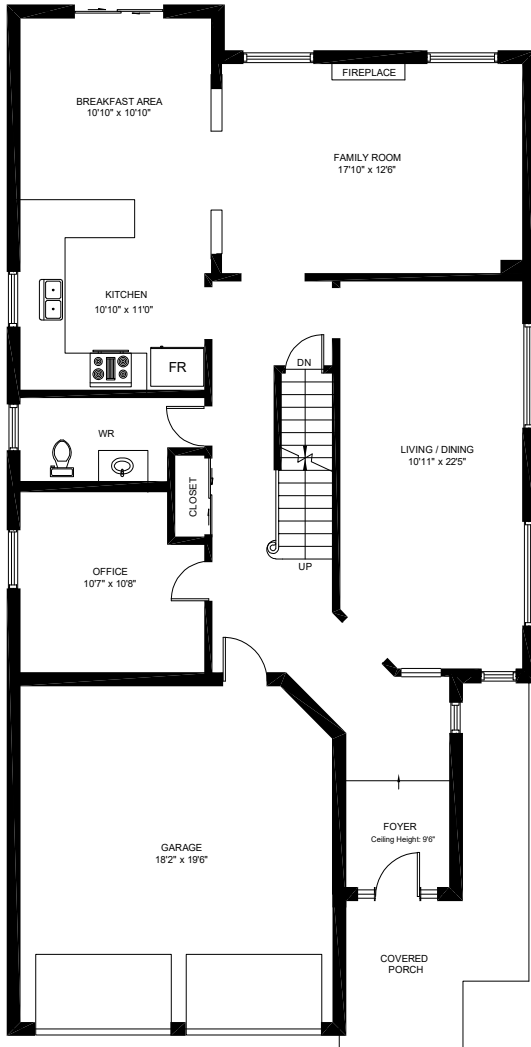 FIREPLACE
BREAKFAST AREA
10'10" x 10'10"
FAMILY ROOM
17'10" x 12'6"
KITCHEN
10'10" x 11'0"
FR
DN
WR
LIVING / DINING
10'11" x 22'5"
CLOSET
OFFICE
10'7" x 10'8"
UP
FOYER
Ceiling Height: 9'6"
GARAGE
18'2" x 19'6"
COVERED
PORCH